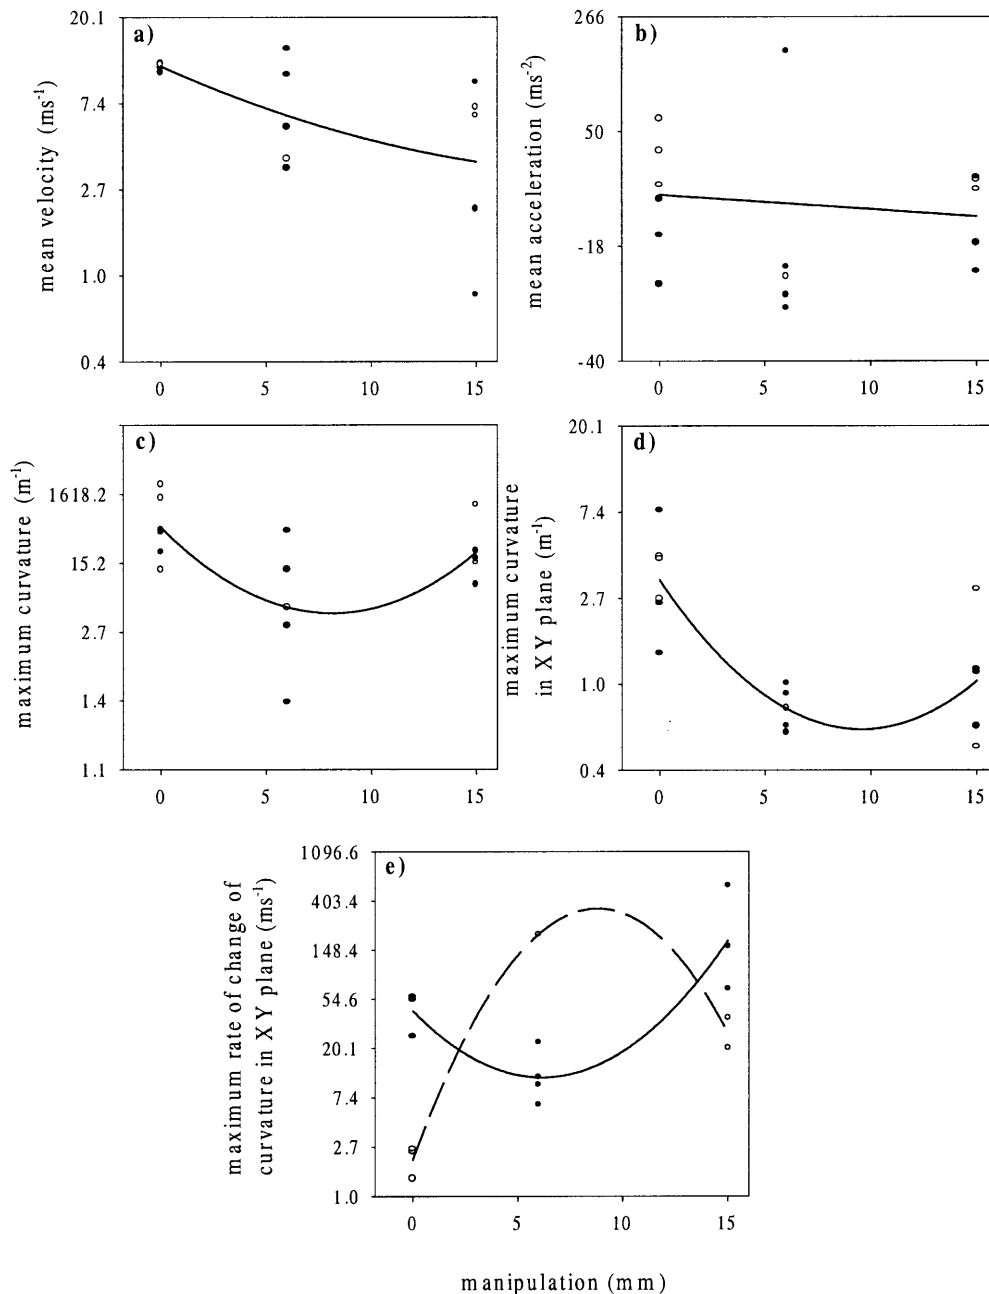 a)
mean velocity (ms⁻¹)
20.1
7.4
2.7
1.0
0.4
0 5 10 15
b)
mean acceleration (ms⁻²)
266
50
-18
-40
0 5 10 15
c)
maximum curvature (m⁻¹)
1618.2
15.2
2.7
1.4
1.1
0 5 10 15
d)
maximum curvature
in XY plane (m⁻¹)
20.1
7.4
2.7
1.0
0.4
0 5 10 15
e)
maximum rate of change of
curvature in XY plane (ms⁻¹)
1096.6
403.4
148.4
54.6
20.1
7.4
2.7
1.0
0 5 10 15
manipulation (mm)